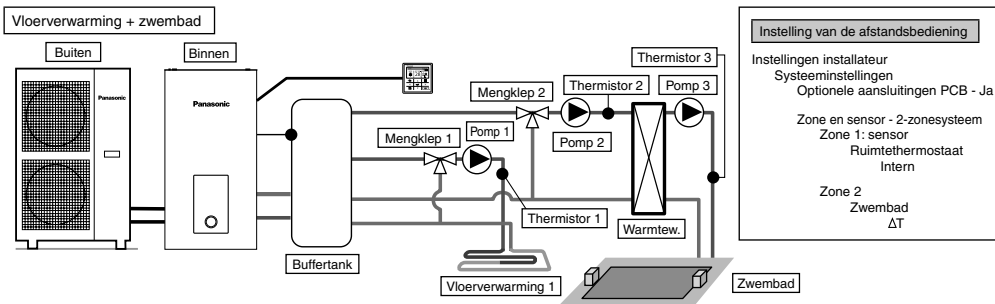 Vloerverwarming + zwembad
Buiten
Binnen
Panasonic
Panasonic
Mengklep 1
Pomp 1
Mengklep 2
Pomp 2
Thermistor 2
Pomp 3
Thermistor 3
Thermistor 1
Warmtew.
Buffertank
Vloerverwarming 1
Zwembad
Instelling van de afstandsbediening
Instellingen installateur
Systeeminstellingen
Optionele aansluitingen PCB - Ja
Zone en sensor - 2-zonesysteem
Zone 1: sensor
Ruimtethermostaat
Intern
Zone 2
Zwembad
ΔT